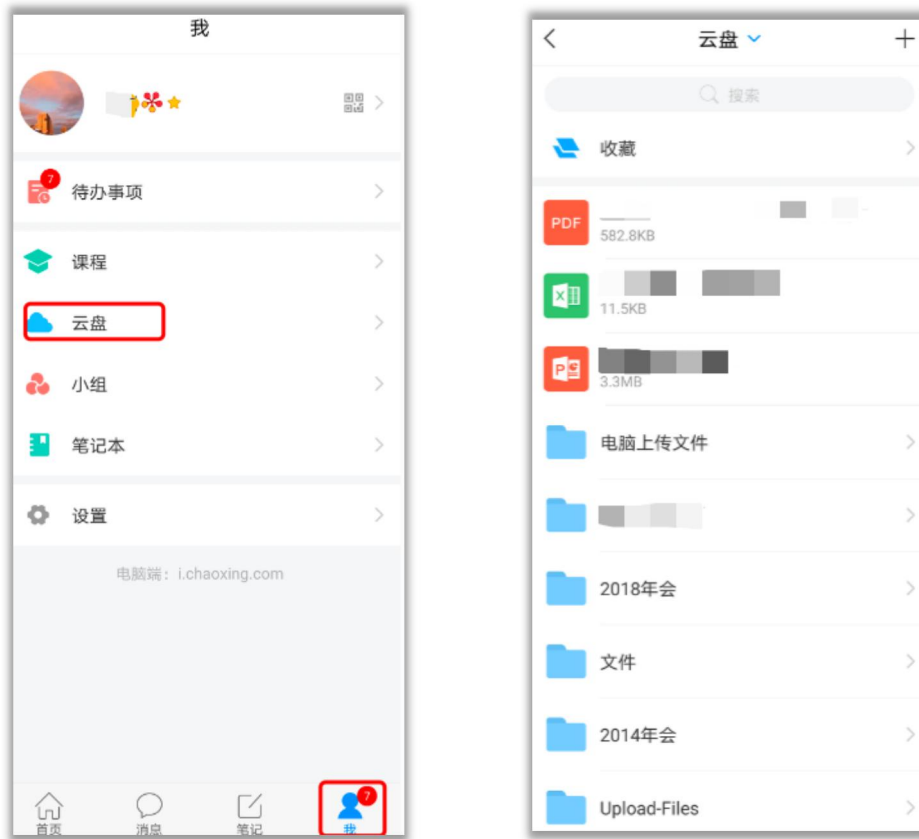 我
7
待办事项
课程
云盘
小组
笔记本
设置
电脑端：i.chaoxing.com
首页
消息
笔记
我
7
云盘
搜索
收藏
PDF
582.8KB
X
11.5KB
P
3.3MB
电脑上传文件
2018年会
文件
2014年会
Upload-Files